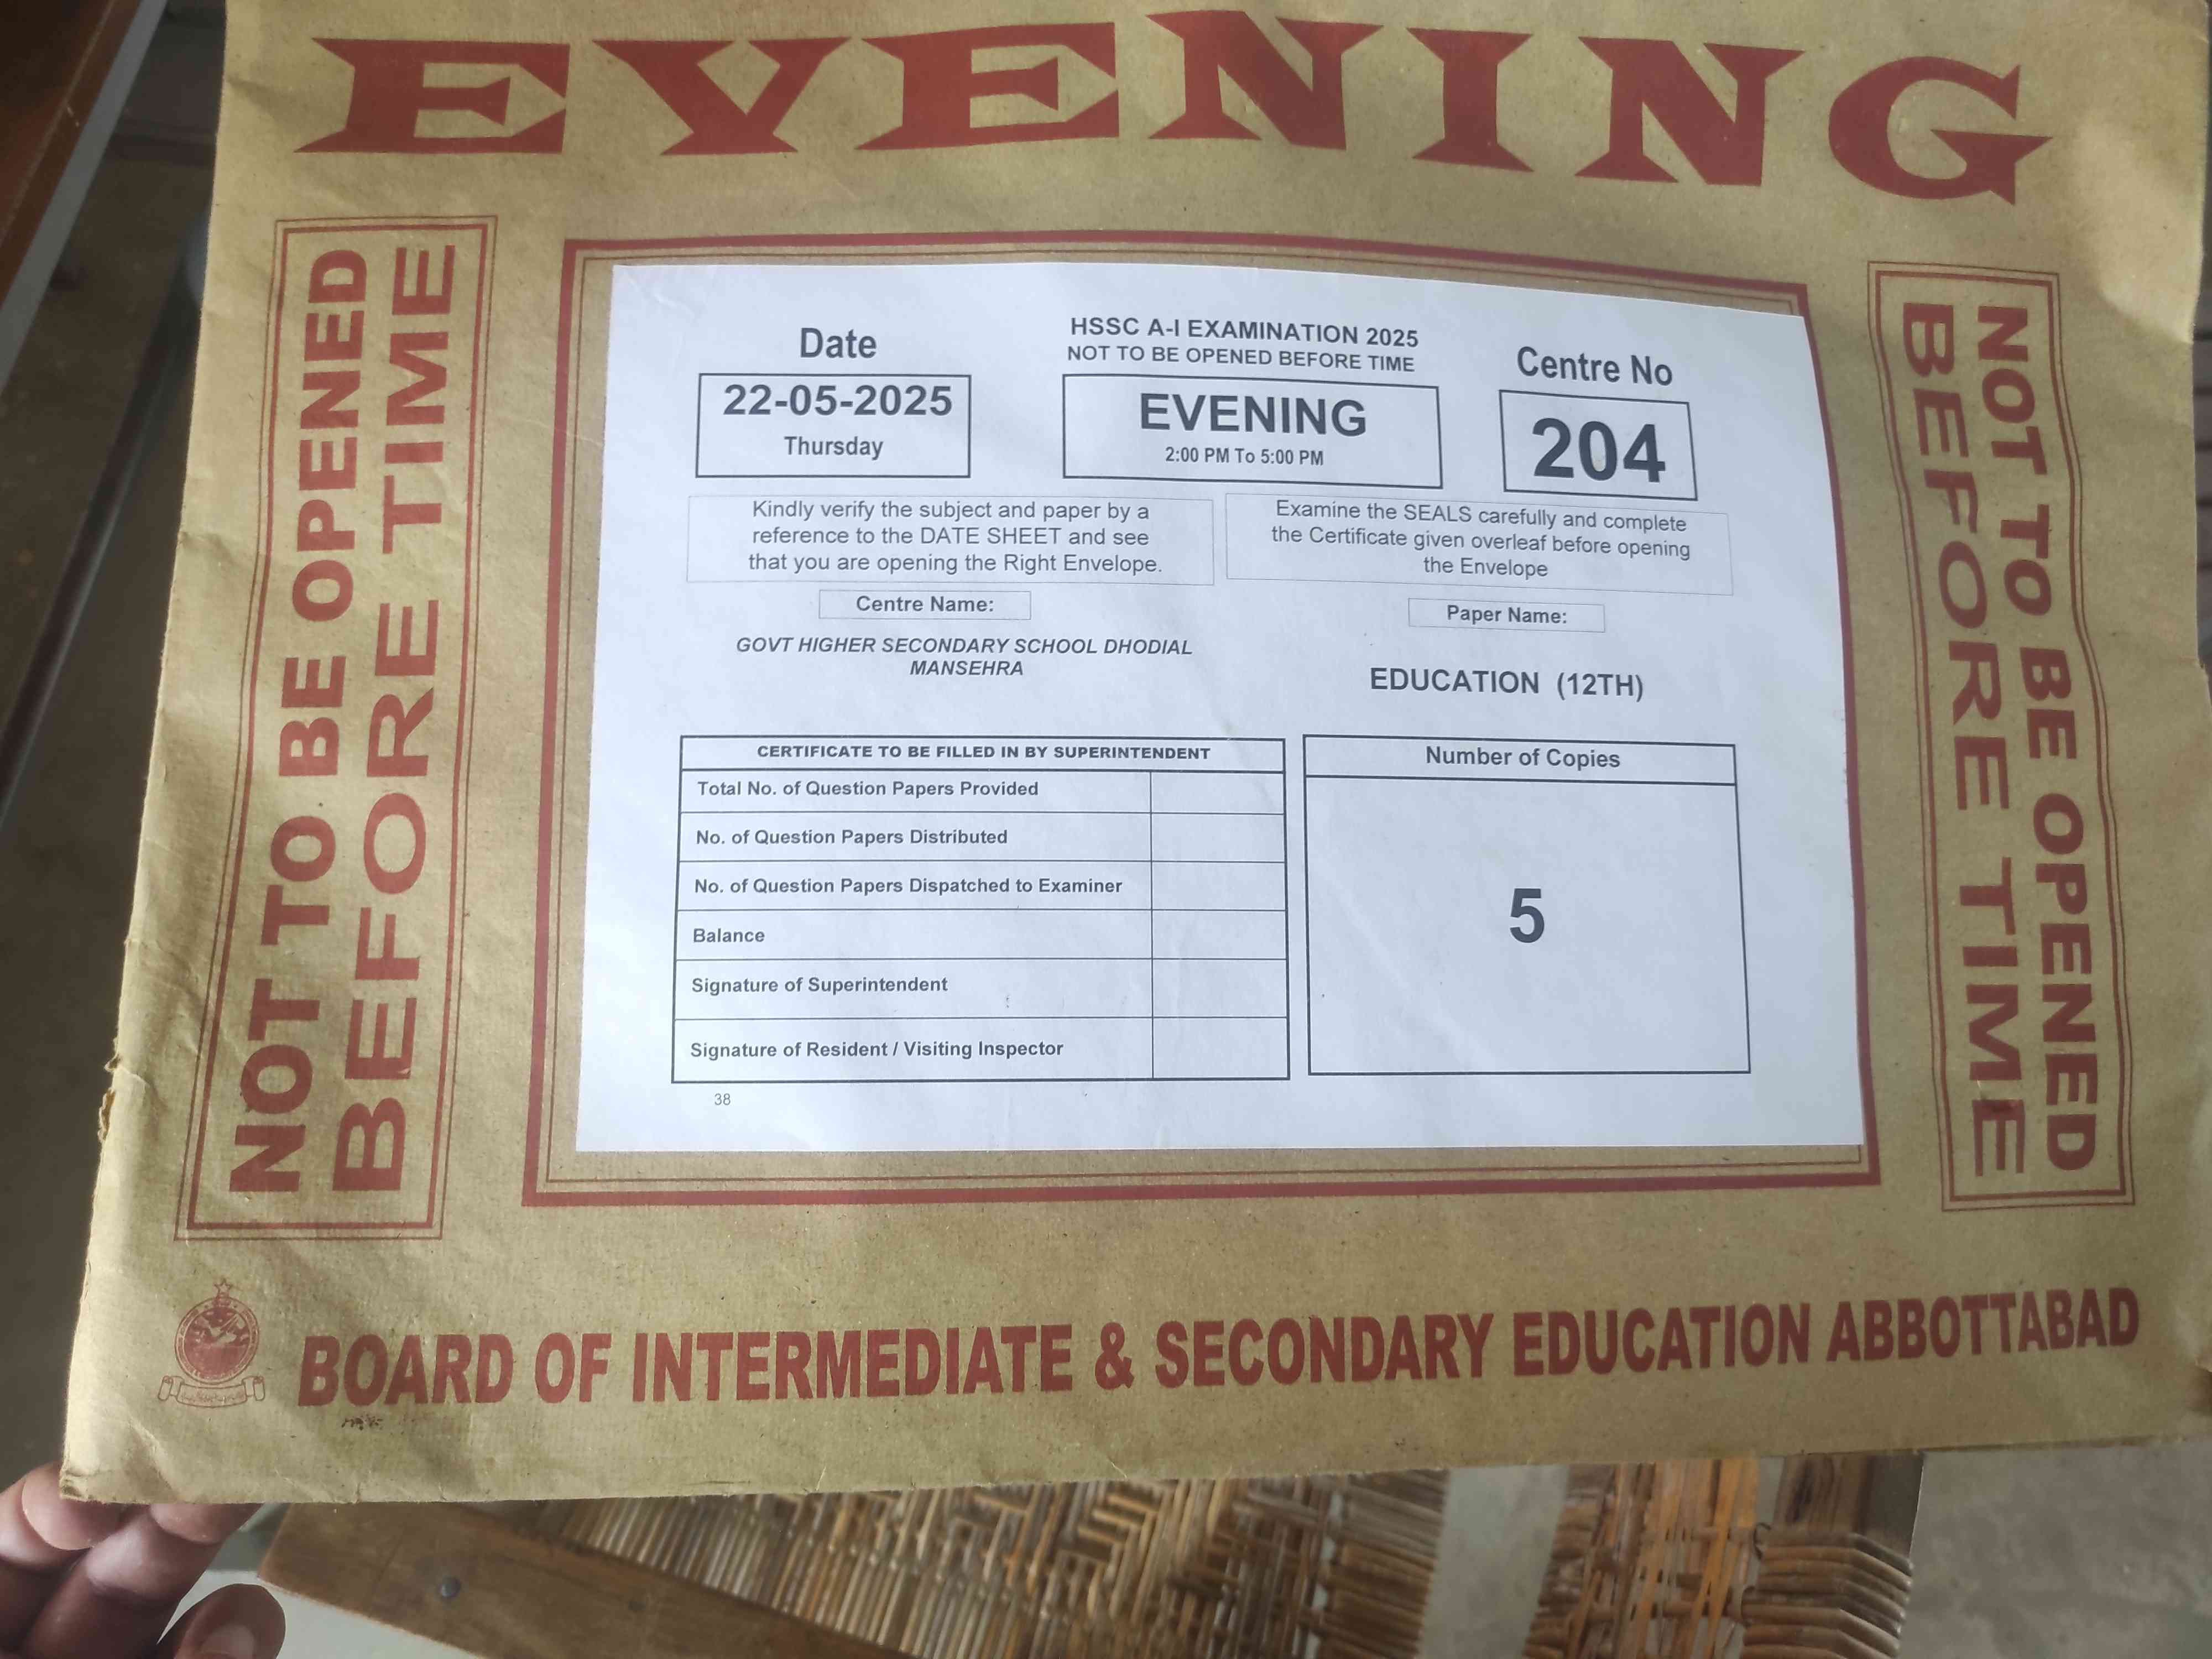 EVENING
NOT TO BE OPENED
BEFORE TIME
Date
22-05-2025
Thursday
HSSC A-I EXAMINATION 2025
NOT TO BE OPENED BEFORE TIME
EVENING
2:00 PM To 5:00 PM
Centre No
204
Kindly verify the subject and paper by a
reference to the DATE SHEET and see
that you are opening the Right Envelope.
Examine the SEALS carefully and complete
the Certificate given overleaf before opening
the Envelope
Centre Name:
GOVT HIGHER SECONDARY SCHOOL DHODIAL
MANSEHRA
Paper Name:
EDUCATION (12TH)
CERTIFICATE TO BE FILLED IN BY SUPERINTENDENT
Total No. of Question Papers Provided
No. of Question Papers Distributed
No. of Question Papers Dispatched to Examiner
Balance
Signature of Superintendent
Signature of Resident / Visiting Inspector
Number of Copies
5
38
NOT TO BE OPENED
BEFORE TIME
BOARD OF INTERMEDIATE & SECONDARY EDUCATION ABBOTTABAD